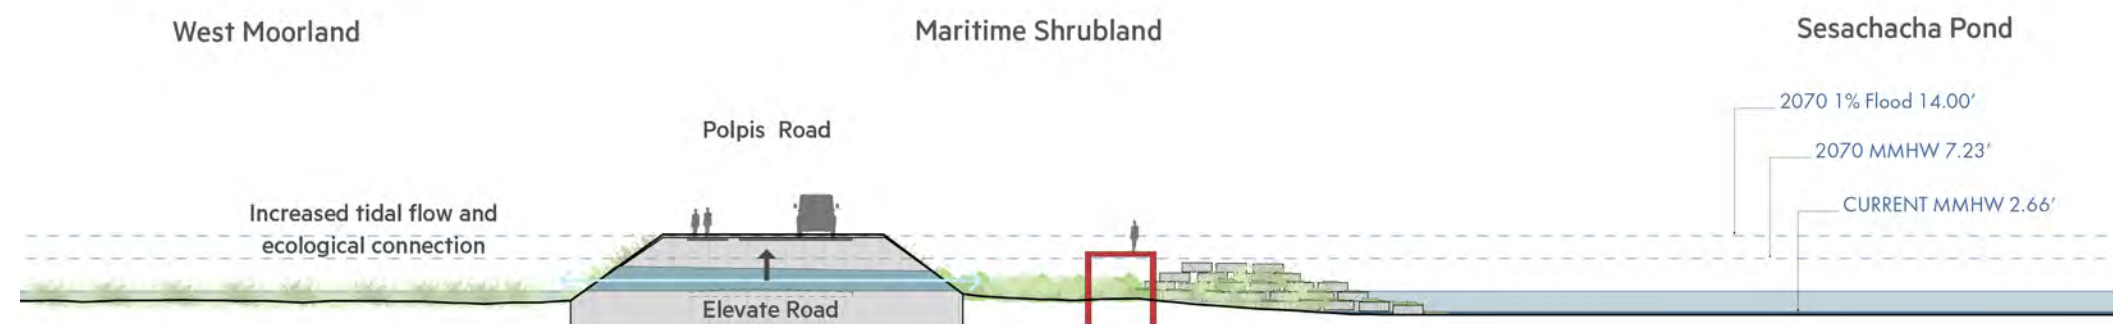 West Moorland
Maritime Shrubland
Sesachacha Pond
2070 1% Flood 14.00’
Polpis Road
2070 MMHW 7.23’
CURRENT MMHW 2.66’
Increased tidal flow and
ecological connection
Elevate Road